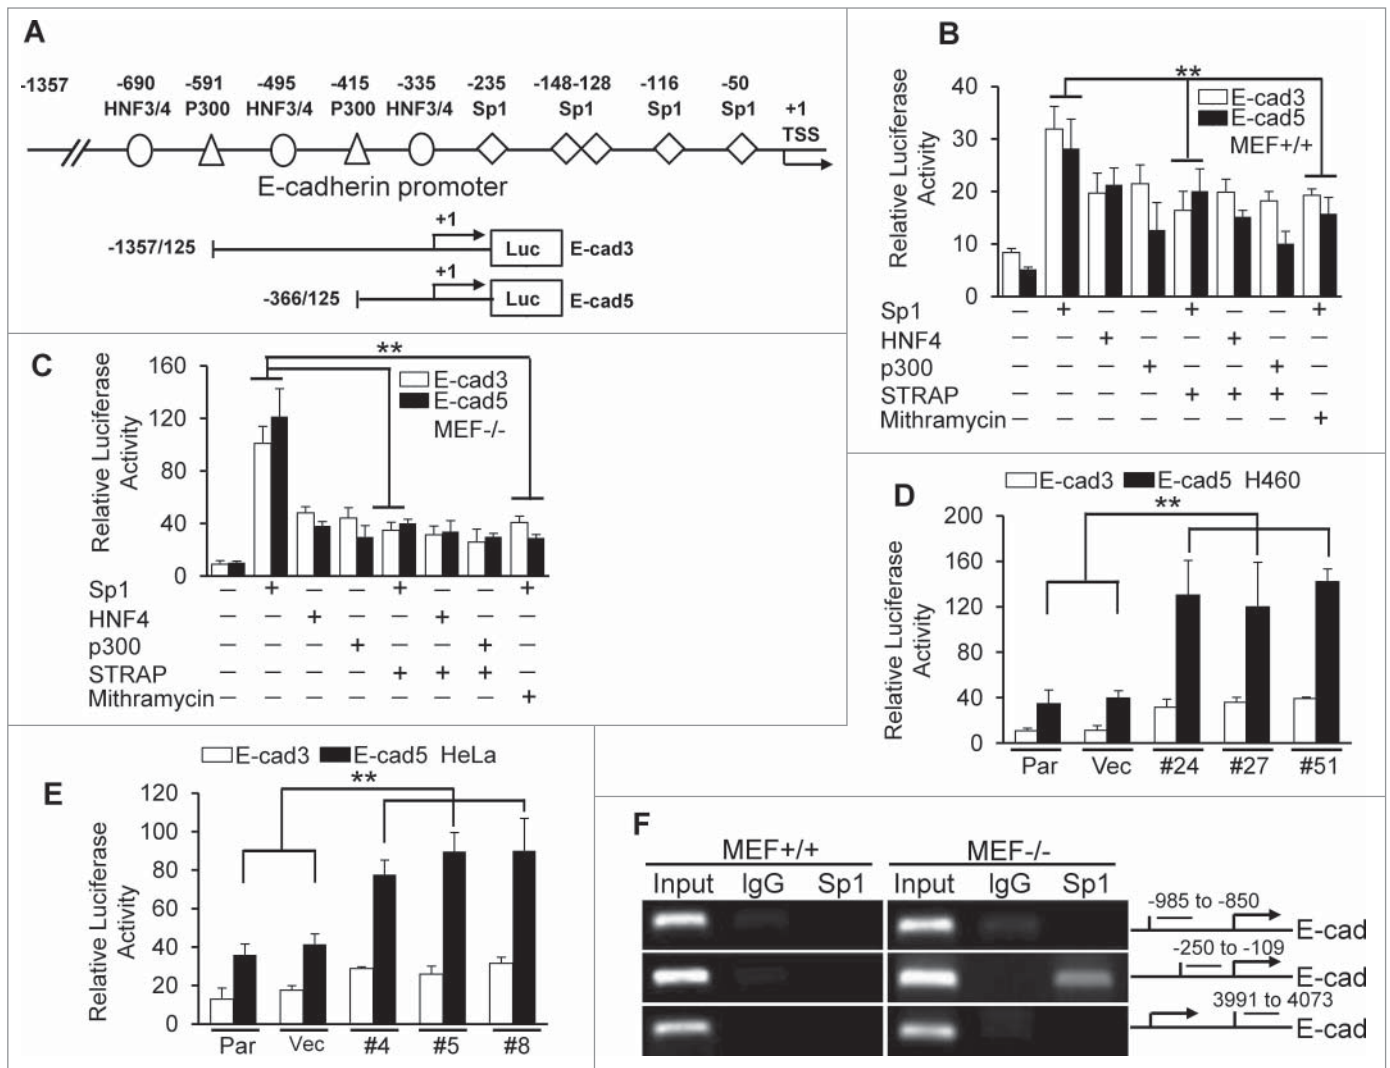 A
-1357 -690 -591 -495 -415 -335 -235 -148-128 -116 -50
HNF3/4 P300 HNF3/4 P300 HNF3/4 Sp1 Sp1 Sp1 Sp1 +1
TSS
E-cadherin promoter
+1
-1357/125 Luc E-cad3
+1
-366/125 Luc E-cad5
B
**
E-cad3
E-cad5
MEF+/+
Relative Luciferase
Activity
40
30
20
10
0
Sp1 – + – – + – – +
HNF4 – – + – – + – –
p300 – – – + – – + –
STRAP – – – – + + + –
Mithramycin – – – – – – – +
C
**
E-cad3
E-cad5
MEF-/-
Relative Luciferase
Activity
160
120
80
40
0
Sp1 – + – – + – – +
HNF4 – – + – – + – –
p300 – – – + – – + –
STRAP – – – – + + + –
Mithramycin – – – – – – – +
D
E-cad3 E-cad5 H460
**
Relative Luciferase
Activity
200
160
120
80
40
0
Par Vec #24 #27 #51
E
E-cad3 E-cad5 HeLa
**
Relative Luciferase
Activity
120
100
80
60
40
20
0
Par Vec #4 #5 #8
F
MEF+/+ MEF-/-
Input IgG Sp1 Input IgG Sp1
-985 to -850
E-cad
-250 to -109
E-cad
3991 to 4073
E-cad